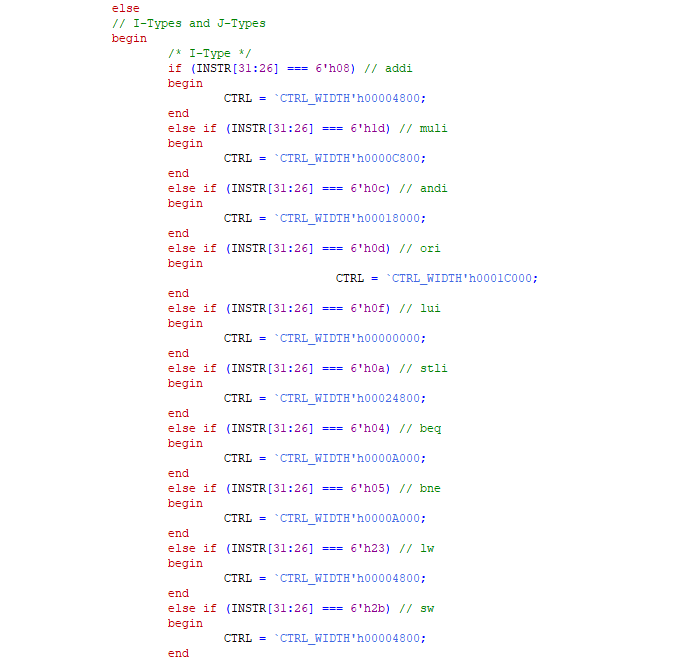 else
// I-Types and J-Types
begin
/* I-Type */
if (INSTR[31:26] === 6'h08) // addi
begin
CTRL = `CTRL_WIDTH'h00004800;
end
else if (INSTR[31:26] === 6'h1d) // muli
begin
CTRL = `CTRL_WIDTH'h0000C800;
end
else if (INSTR[31:26] === 6'h0c) // andi
begin
CTRL = `CTRL_WIDTH'h00018000;
end
else if (INSTR[31:26] === 6'h0d) // ori
begin
CTRL = `CTRL_WIDTH'h0001C000;
end
else if (INSTR[31:26] === 6'h0f) // lui
begin
CTRL = `CTRL_WIDTH'h00000000;
end
else if (INSTR[31:26] === 6'h0a) // stli
begin
CTRL = `CTRL_WIDTH'h00024800;
end
else if (INSTR[31:26] === 6'h04) // beq
begin
CTRL = `CTRL_WIDTH'h0000A000;
end
else if (INSTR[31:26] === 6'h05) // bne
begin
CTRL = `CTRL_WIDTH'h0000A000;
end
else if (INSTR[31:26] === 6'h23) // lw
begin
CTRL = `CTRL_WIDTH'h00004800;
end
else if (INSTR[31:26] === 6'h2b) // sw
begin
CTRL = `CTRL_WIDTH'h00004800;
end